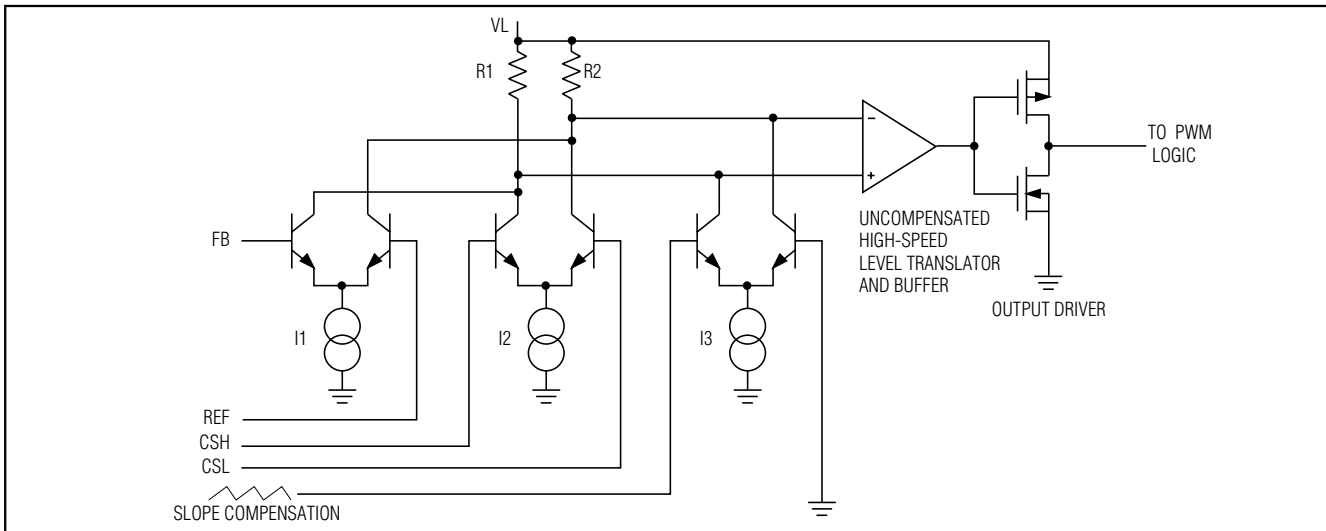 VL
R1
R2
−
+
TO PWM
LOGIC
FB
UNCOMPENSATED
HIGH-SPEED
LEVEL TRANSLATOR
AND BUFFER
OUTPUT DRIVER
I1
I2
I3
REF
CSH
CSL
SLOPE COMPENSATION